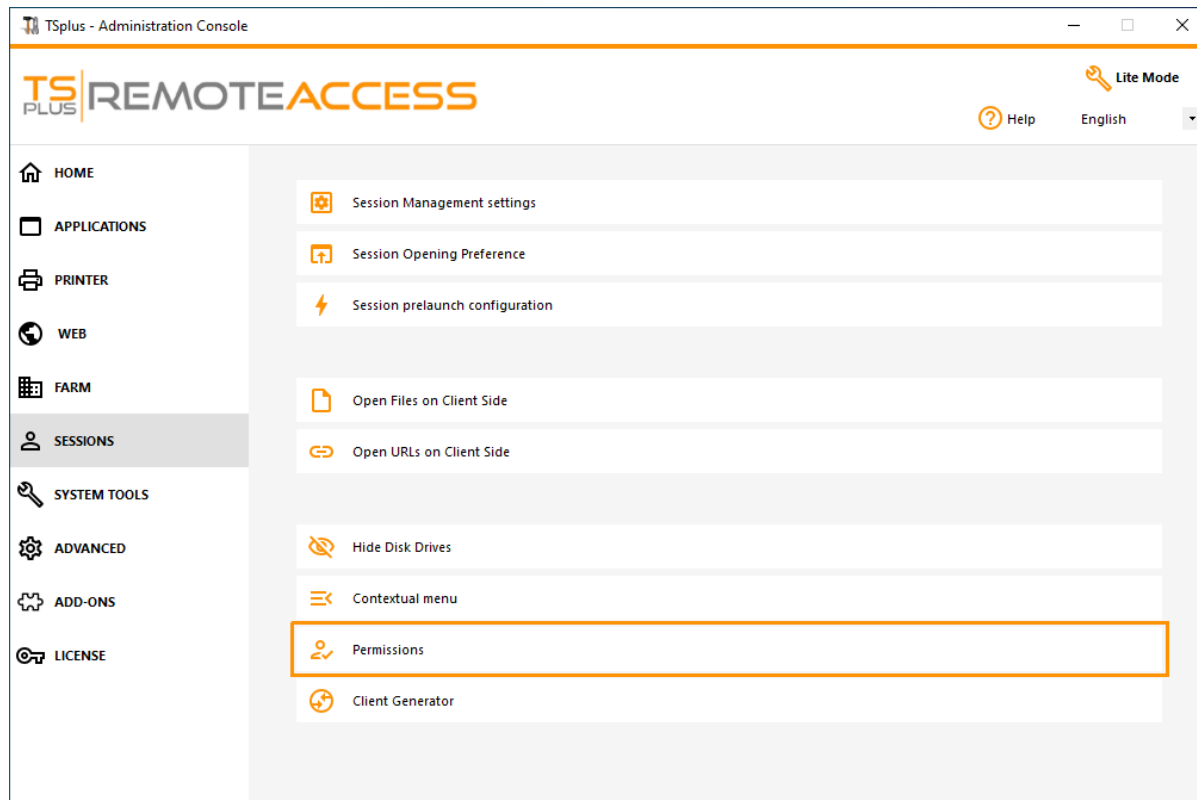 TSplus - Administration Console
TS PLUS REMOTEACCESS
Lite Mode
Help English
HOME
APPLICATIONS
PRINTER
WEB
FARM
SESSIONS
SYSTEM TOOLS
ADVANCED
ADD-ONS
LICENSE
Session Management settings
Session Opening Preference
Session prelaunch configuration
Open Files on Client Side
Open URLs on Client Side
Hide Disk Drives
Contextual menu
Permissions
Client Generator